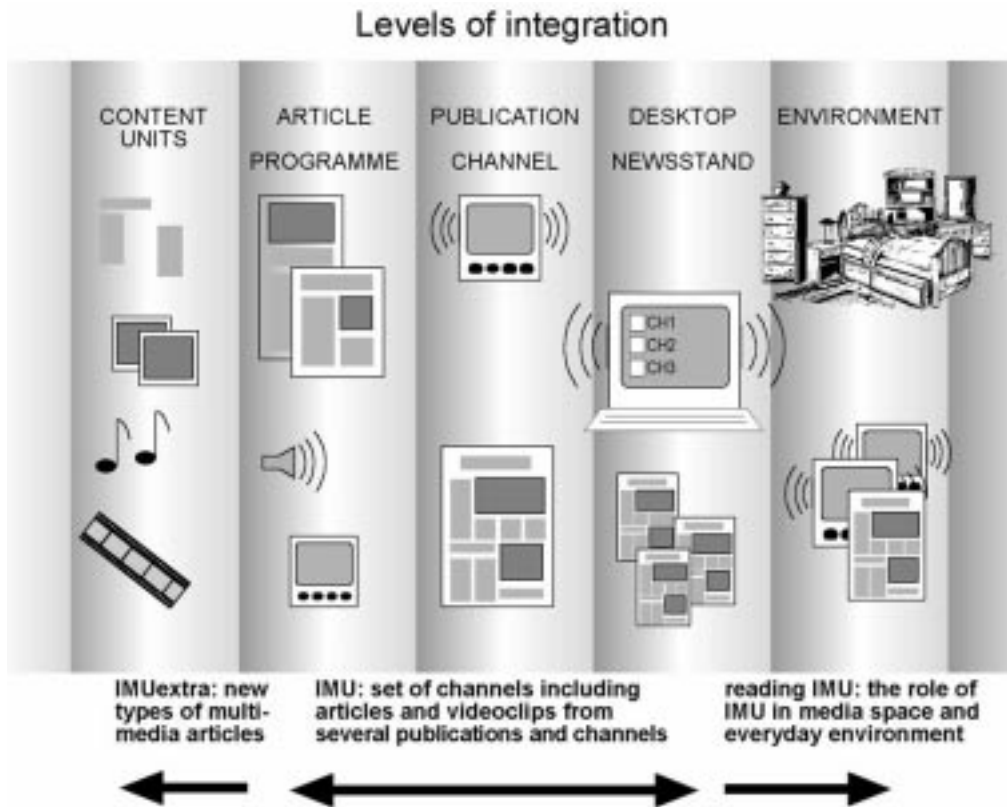 Levels of integration
CONTENT
UNITS
ARTICLE
PROGRAMME
PUBLICATION
CHANNEL
DESKTOP
NEWSSTAND
ENVIRONMENT
CH1
CH2
CH3
IMUextra: new
types of multi-
media articles
IMU: set of channels including
articles and videoclips from
several publications and channels
reading IMU: the role of
IMU in media space and
everyday environment